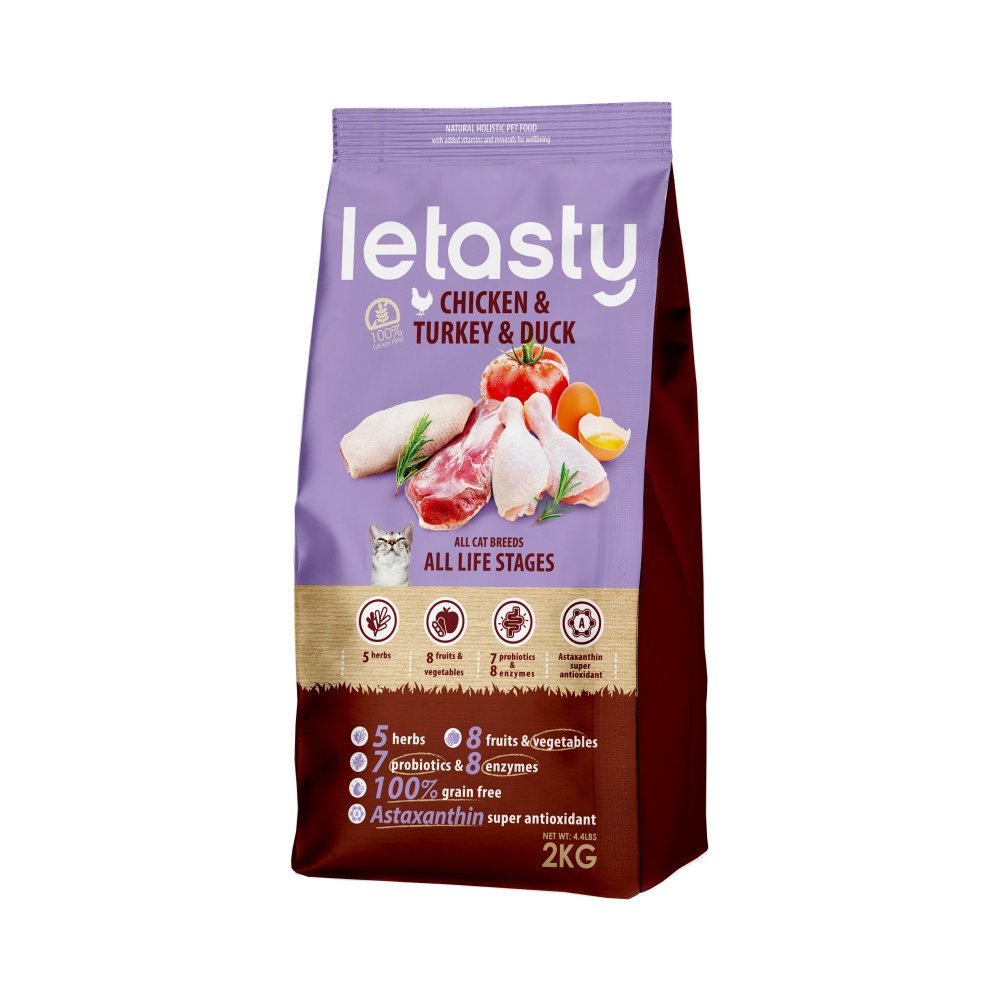 NATURAL HOLISTIC PET FOOD
with added vitamins and minerals for wellbeing
letasty
CHICKEN &
TURKEY & DUCK
100%
GRAIN FREE
ALL CAT BREEDS
ALL LIFE STAGES
5 herbs
8 fruits &
vegetables
7 probiotics
&
8 enzymes
A
Astaxanthin
super
antioxidant
5 herbs 8 fruits & vegetables
7 probiotics & 8 enzymes
100% grain free
Astaxanthin super antioxidant
NET WT: 4.4LBS
2KG